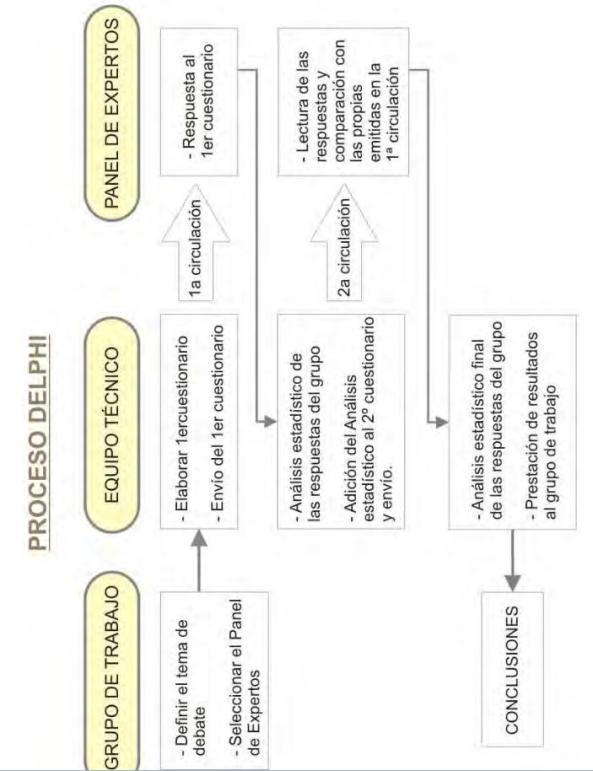 PROCESO DELPHI
GRUPO DE TRABAJO
EQUIPO TÉCNICO
PANEL DE EXPERTOS
- Definir el tema de
debate
- Seleccionar el Panel
de Expertos
- Elaborar 1ercuestionario
- Envío del 1er cuestionario
1a circulación
- Respuesta al
1er cuestionario
- Análisis estadístico de
las respuestas del grupo
- Adición del Análisis
estadístico al 2º cuestionario
y envío.
2a circulación
- Lectura de las
respuestas y
comparación con
las propias
emitidas en la
1ª circulación
- Análisis estadístico final
de las respuestas del grupo
- Prestación de resultados
al grupo de trabajo
CONCLUSIONES